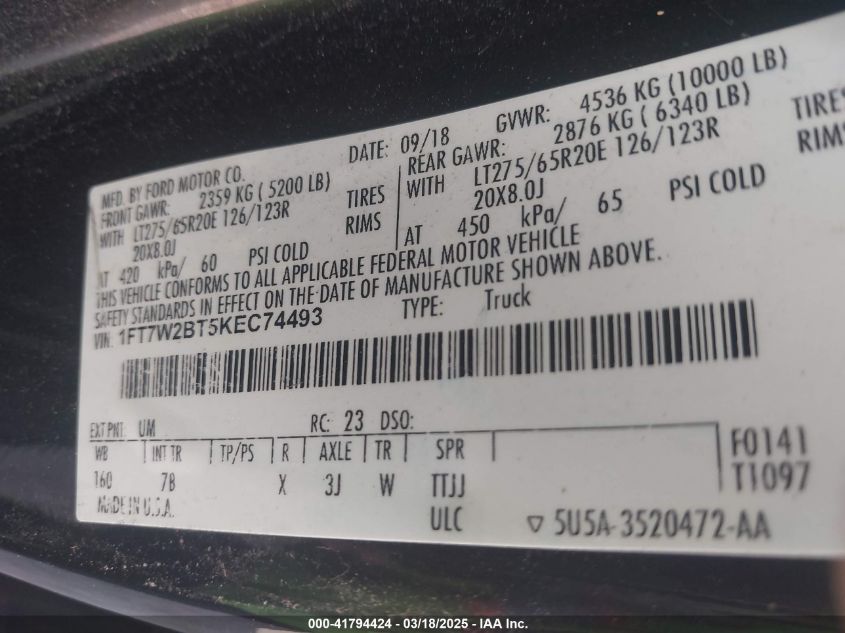 MFD. BY FORD MOTOR CO.
DATE: 09/18 GVWR: 4536 KG (10000 LB)
FRONT GAWR: 2359 KG ( 5200 LB)
REAR GAWR: 2876 KG ( 6340 LB)
WITH LT275/65R20E 126/123R TIRES
WITH LT275/65R20E 126/123R TIRES
20X8.0J RIMS
20X8.0J RIMS
AT 420 kPa/ 60 PSI COLD
AT 450 kPa/ 65 PSI COLD
THIS VEHICLE CONFORMS TO ALL APPLICABLE FEDERAL MOTOR VEHICLE
SAFETY STANDARDS IN EFFECT ON THE DATE OF MANUFACTURE SHOWN ABOVE.
VIN: 1FT7W2BT5KEC74493 TYPE: Truck
EXT PNT: UM RC: 23 DSO:
WB INT TR TP/PS R AXLE TR SPR F0141
160 7B X 3J W TTJJ T1097
MADE IN U.S.A. ULC ▽ 5U5A-3520472-AA
000-41794424 - 03/18/2025 - IAA Inc.